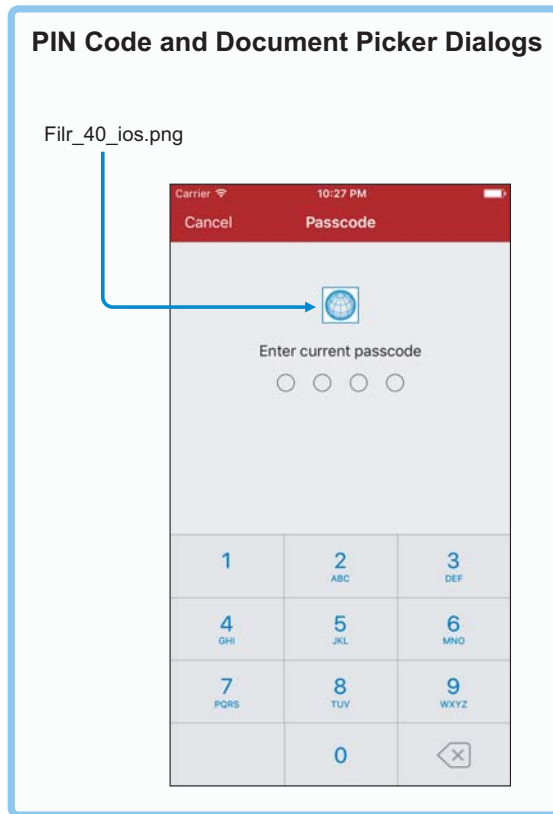 PIN Code and Document Picker Dialogs
Filr_40_ios.png
Carrier 10:27 PM
Cancel Passcode
Enter current passcode
1 2 3
ABC DEF
4 5 6
GHI JKL MNO
7 8 9
PQRS TUV WXYZ
0